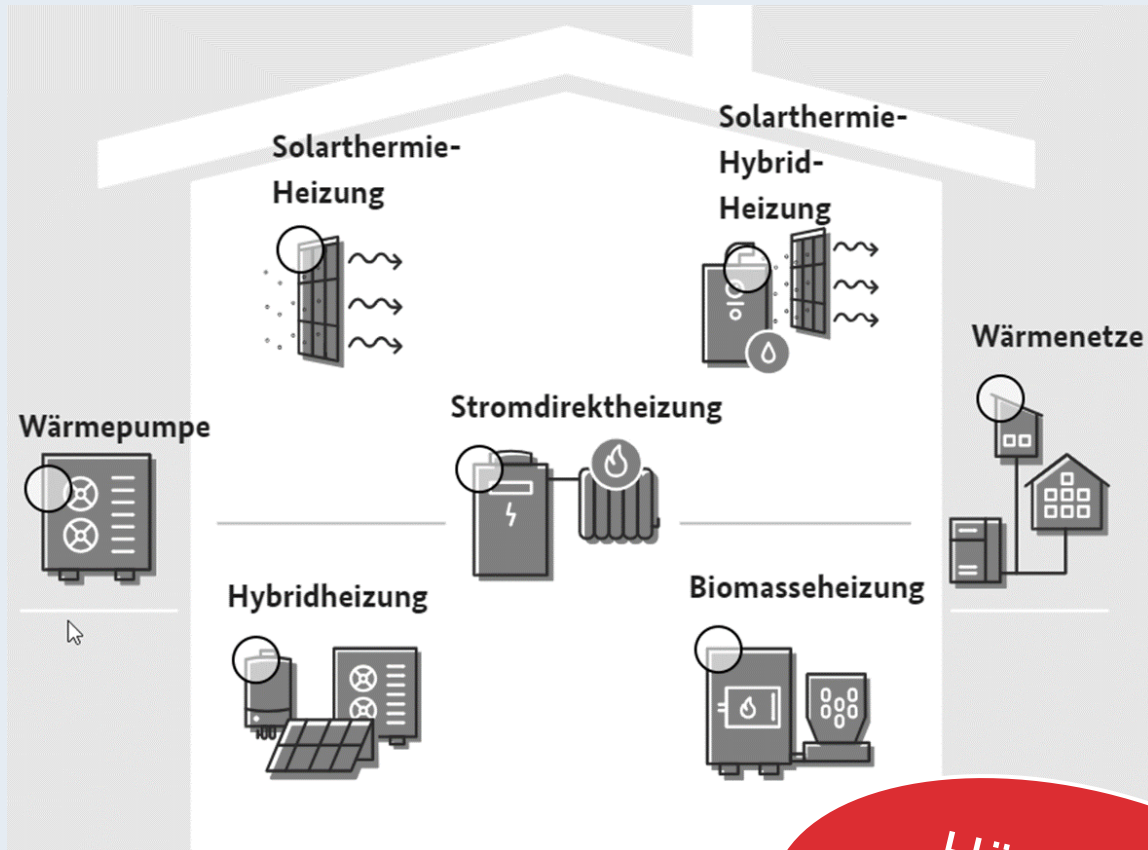 Solarthermie-
Heizung
Solarthermie-
Hybrid-
Heizung
Wärmenetze
Wärmepumpe
Stromdirektheizung
Hybridheizung
Biomasseheizung